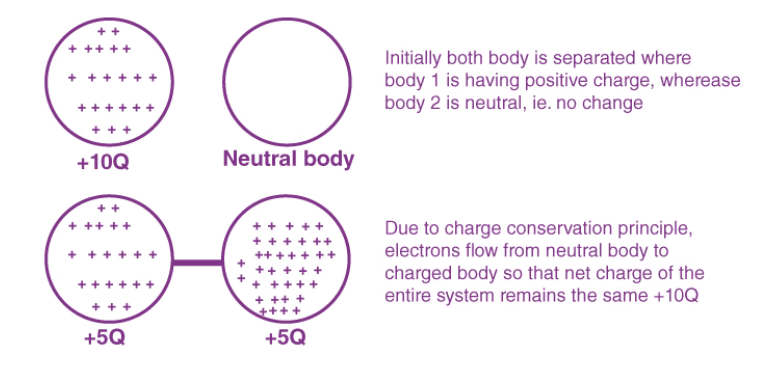 Initially both body is separated where
body 1 is having positive charge, wherease
body 2 is neutral, ie. no change
+10Q
Neutral body
Due to charge conservation principle,
electrons flow from neutral body to
charged body so that net charge of the
entire system remains the same +10Q
+5Q
+5Q